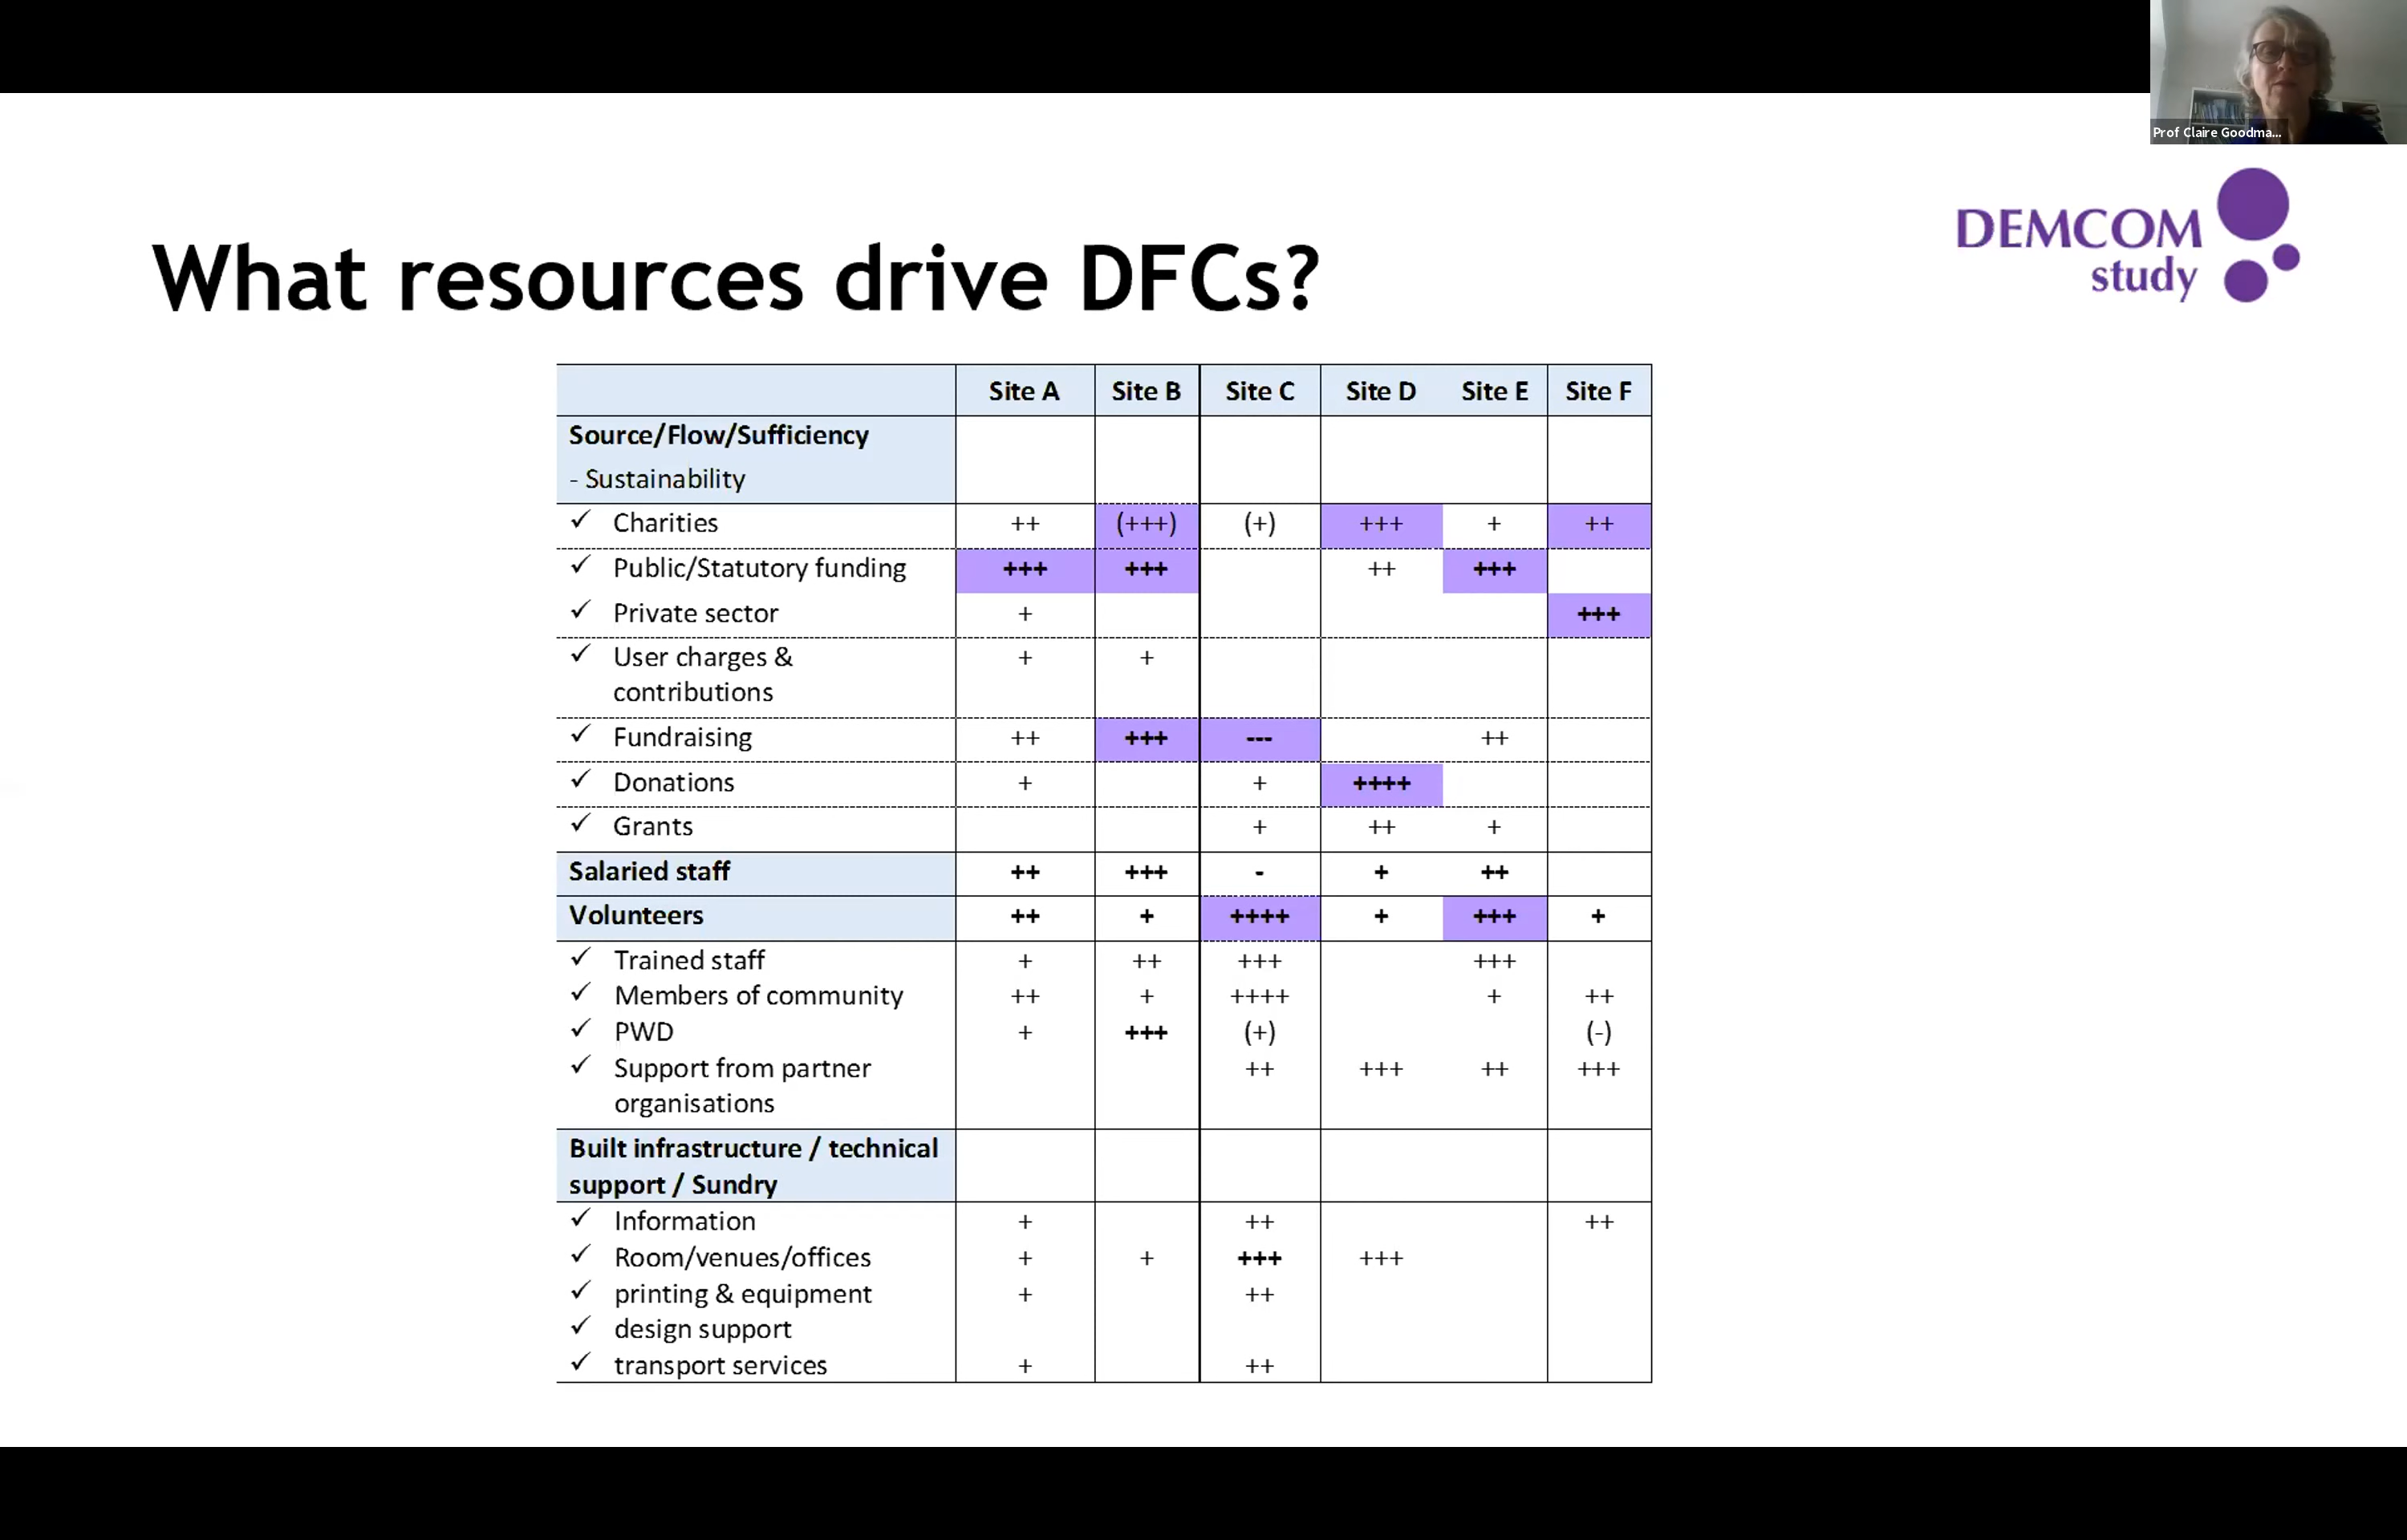 Prof Claire Goodma...
DEMCOM
study
What resources drive DFCs?
Site A Site B Site C Site D Site E Site F
Source/Flow/Sufficiency
- Sustainability
✓ Charities ++ (+++) (+) +++ + ++
✓ Public/Statutory funding +++ +++ ++ +++
✓ Private sector + +++
✓ User charges & + +
contributions
✓ Fundraising ++ +++ --- ++
✓ Donations + + ++++
✓ Grants + ++ +
Salaried staff ++ +++ - + ++
Volunteers ++ + ++++ + +++ +
✓ Trained staff + ++ +++ +++
✓ Members of community ++ + ++++ + ++
✓ PWD + +++ (+) (-)
✓ Support from partner ++ +++ ++ +++
organisations
Built infrastructure / technical
support / Sundry
✓ Information + ++ ++
✓ Room/venues/offices + + +++ +++
✓ printing & equipment + ++
✓ design support
✓ transport services + ++